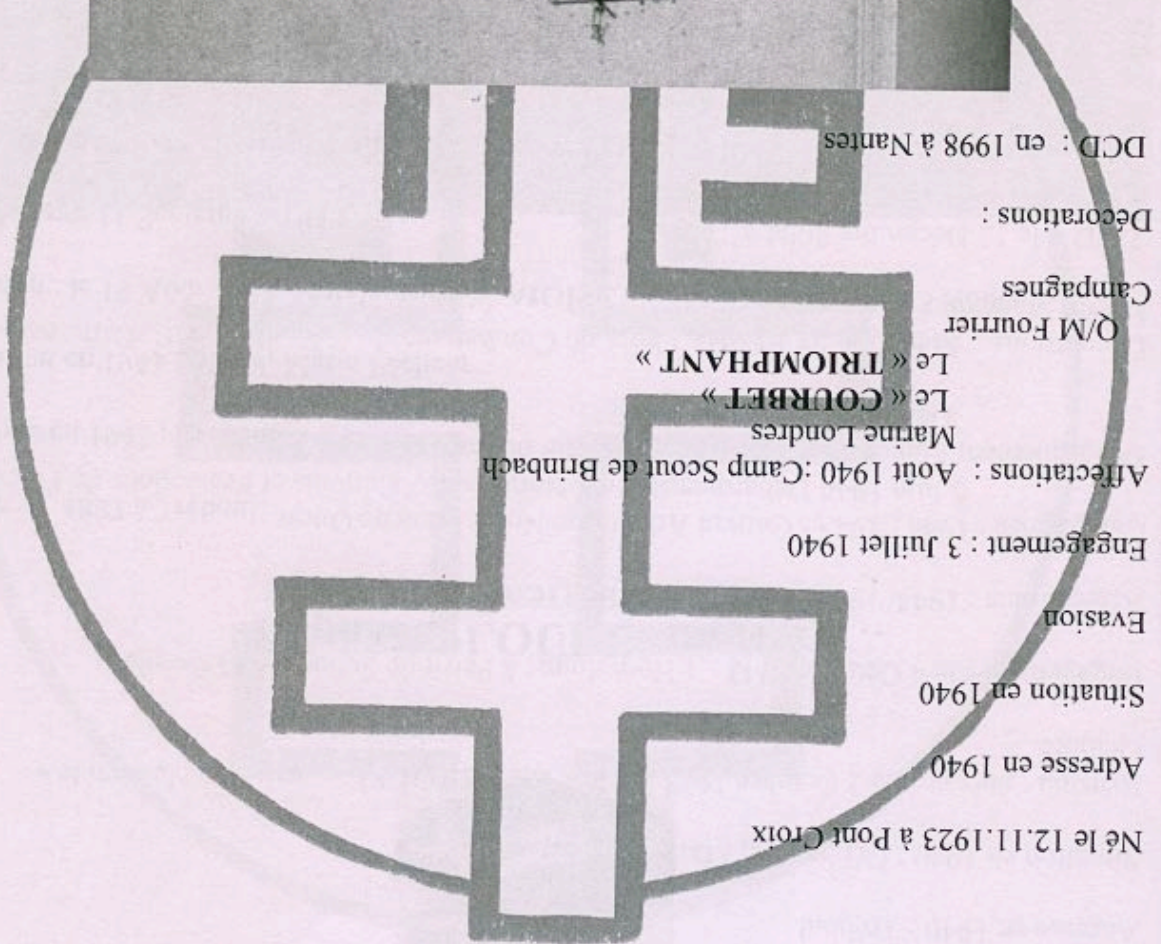 Né le 12.11.1923 à Pont Croix
Adresse en 1940
Situation en 1940
Evasion
Engagement : 3 Juillet 1940
Affectations : Août 1940 :Camp Scout de Brinbach
Marine Londres
Le « COURBET »
Le « TRIOMPHANT »
Q/M Fourrier
Campagnes
Décorations :
DCD : en 1998 à Nantes